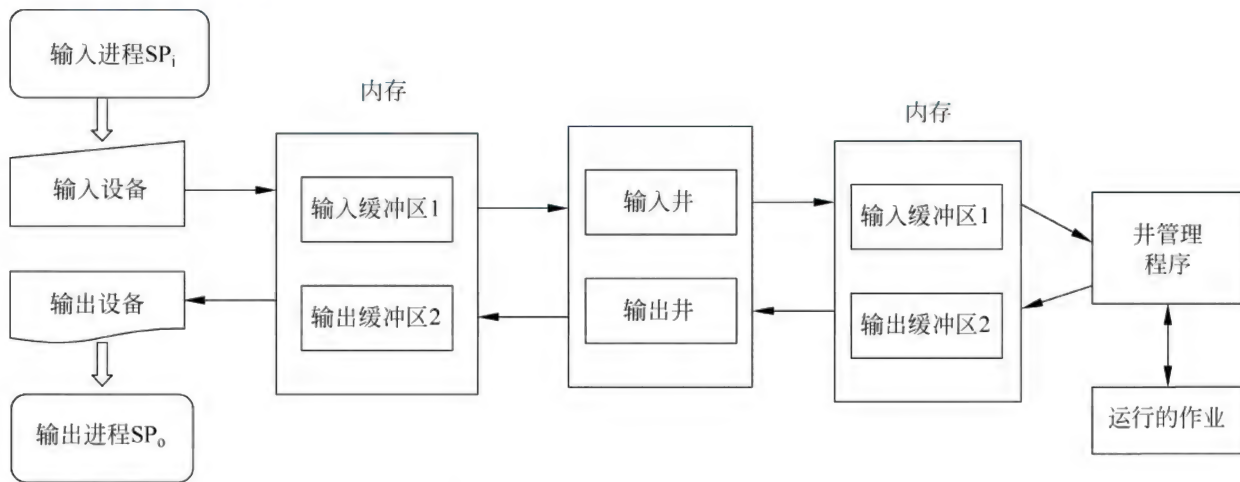 输入进程SPi
内存
内存
输入设备
输入缓冲区1
输入井
输入缓冲区1
井管理
程序
输出设备
输出缓冲区2
输出井
输出缓冲区2
输出进程SPo
运行的作业